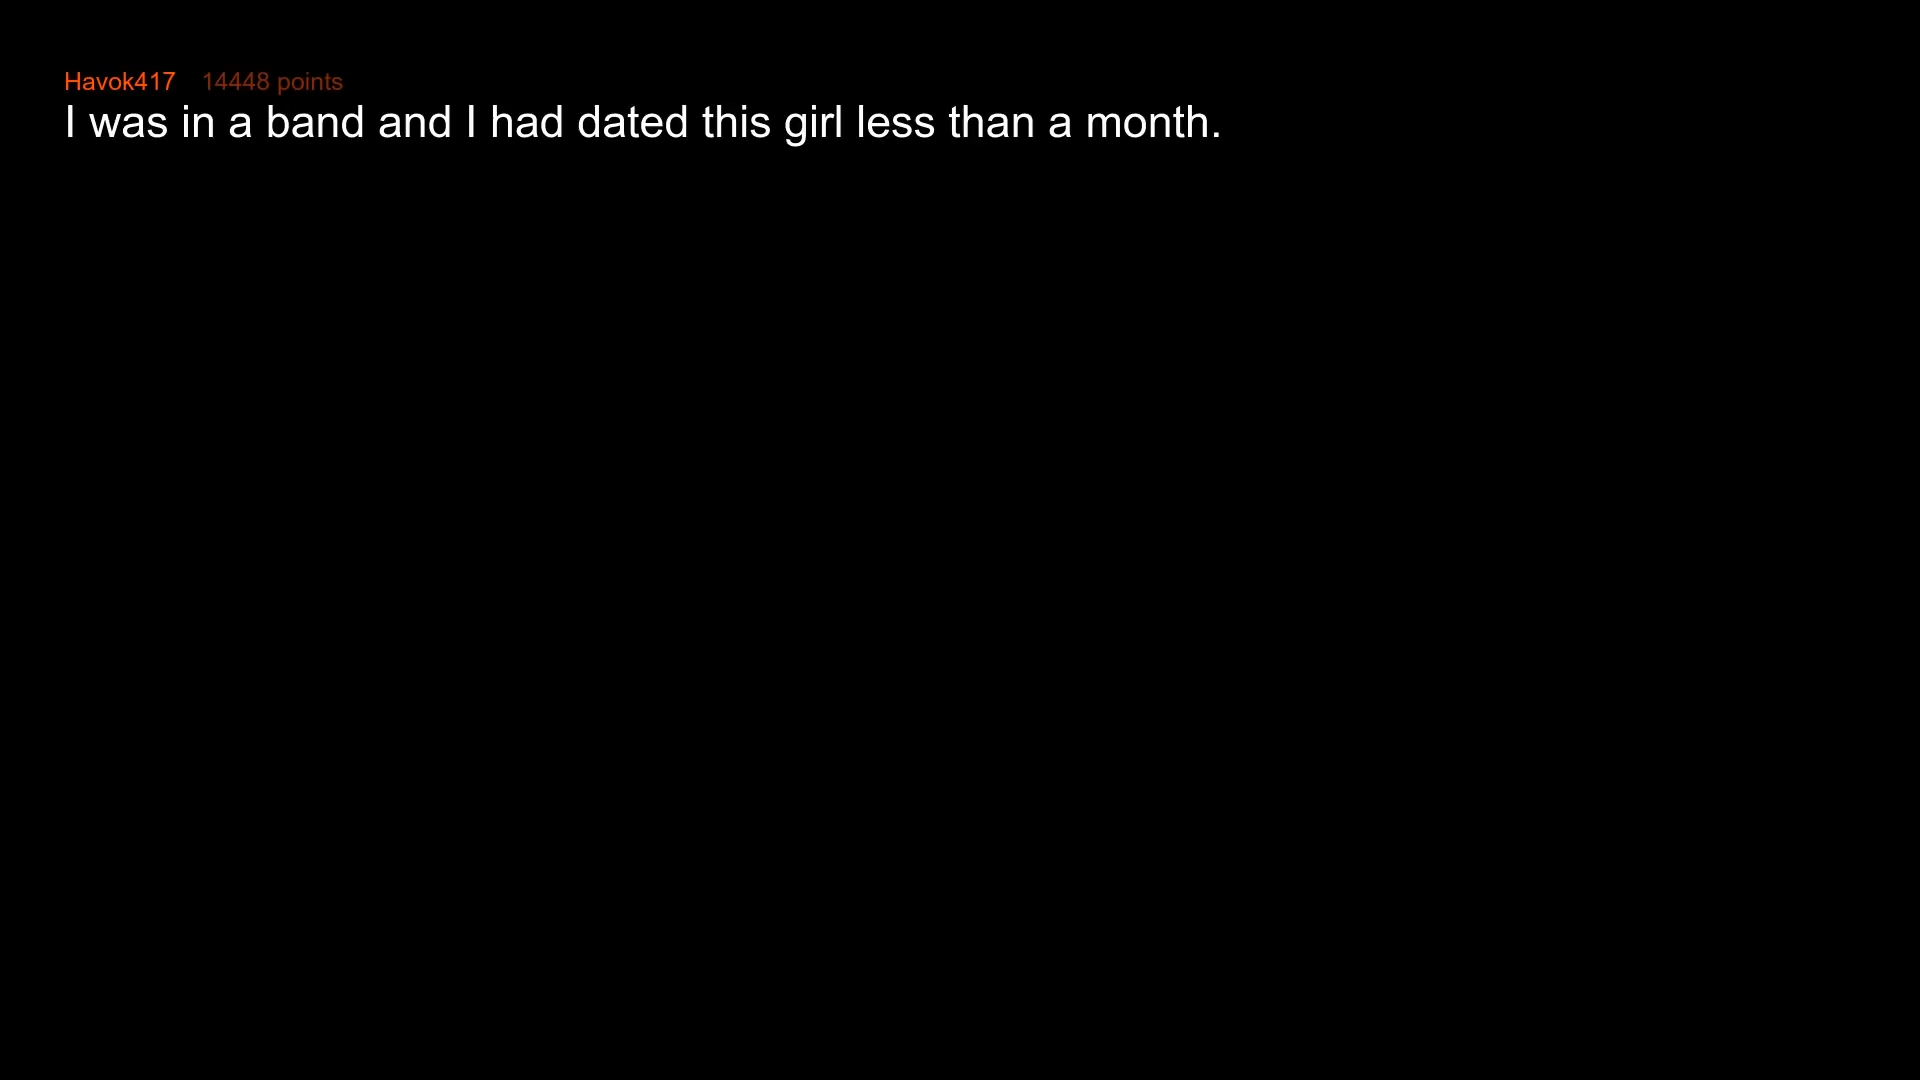 Havok417 14448 points
I was in a band and I had dated this girl less than a month.